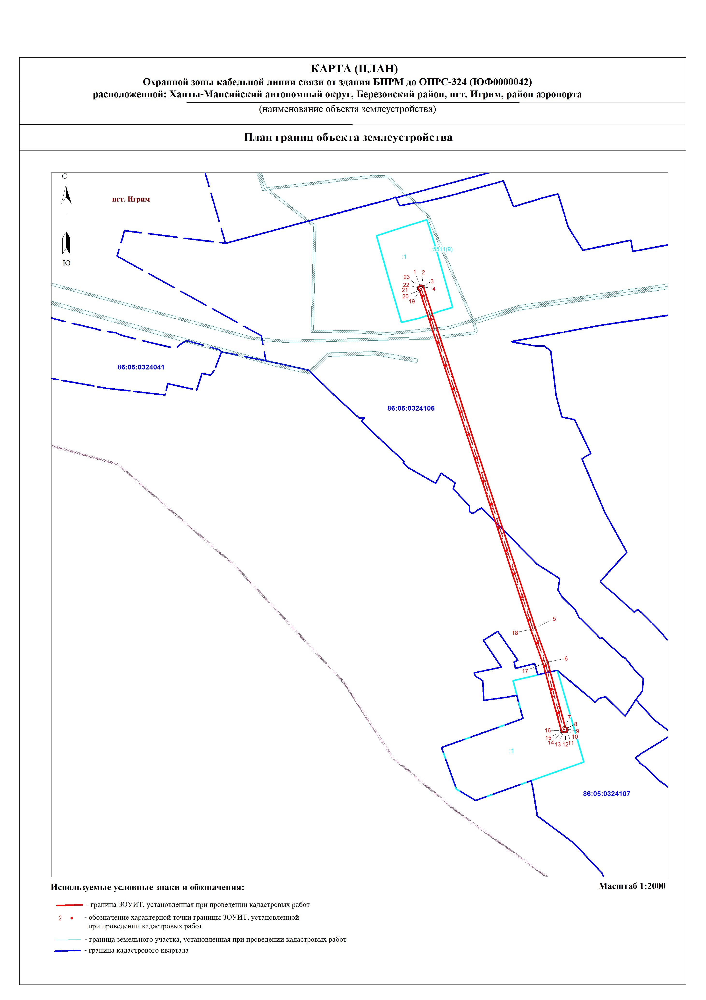 КАРТА (ПЛАН)
Охранной зоны кабельной линии связи от здания БПРМ до ОПРС-324 (ЮФ0000042)
расположенной: Ханты-Мансийский автономный округ, Березовский район, пгт. Игрим, район аэропорта
(наименование объекта землеустройства)
План границ объекта землеустройства
С
пгт. Игрим
Ю
:5511(9)
:1
1
2
23
3
22
4
21
20
19
86:05:0324041
86:05:0324106
5
18
6
17
7
8
16
9
15
10
14
13
12
11
:1
86:05:0324107
Используемые условные знаки и обозначения:
Масштаб 1:2000
- граница ЗОУИТ, установленная при проведении кадастровых работ
2
- обозначение характерной точки границы ЗОУИТ, установленной
при проведении кадастровых работ
- граница земельного участка, установленная при проведении кадастровых работ
- граница кадастрового квартала